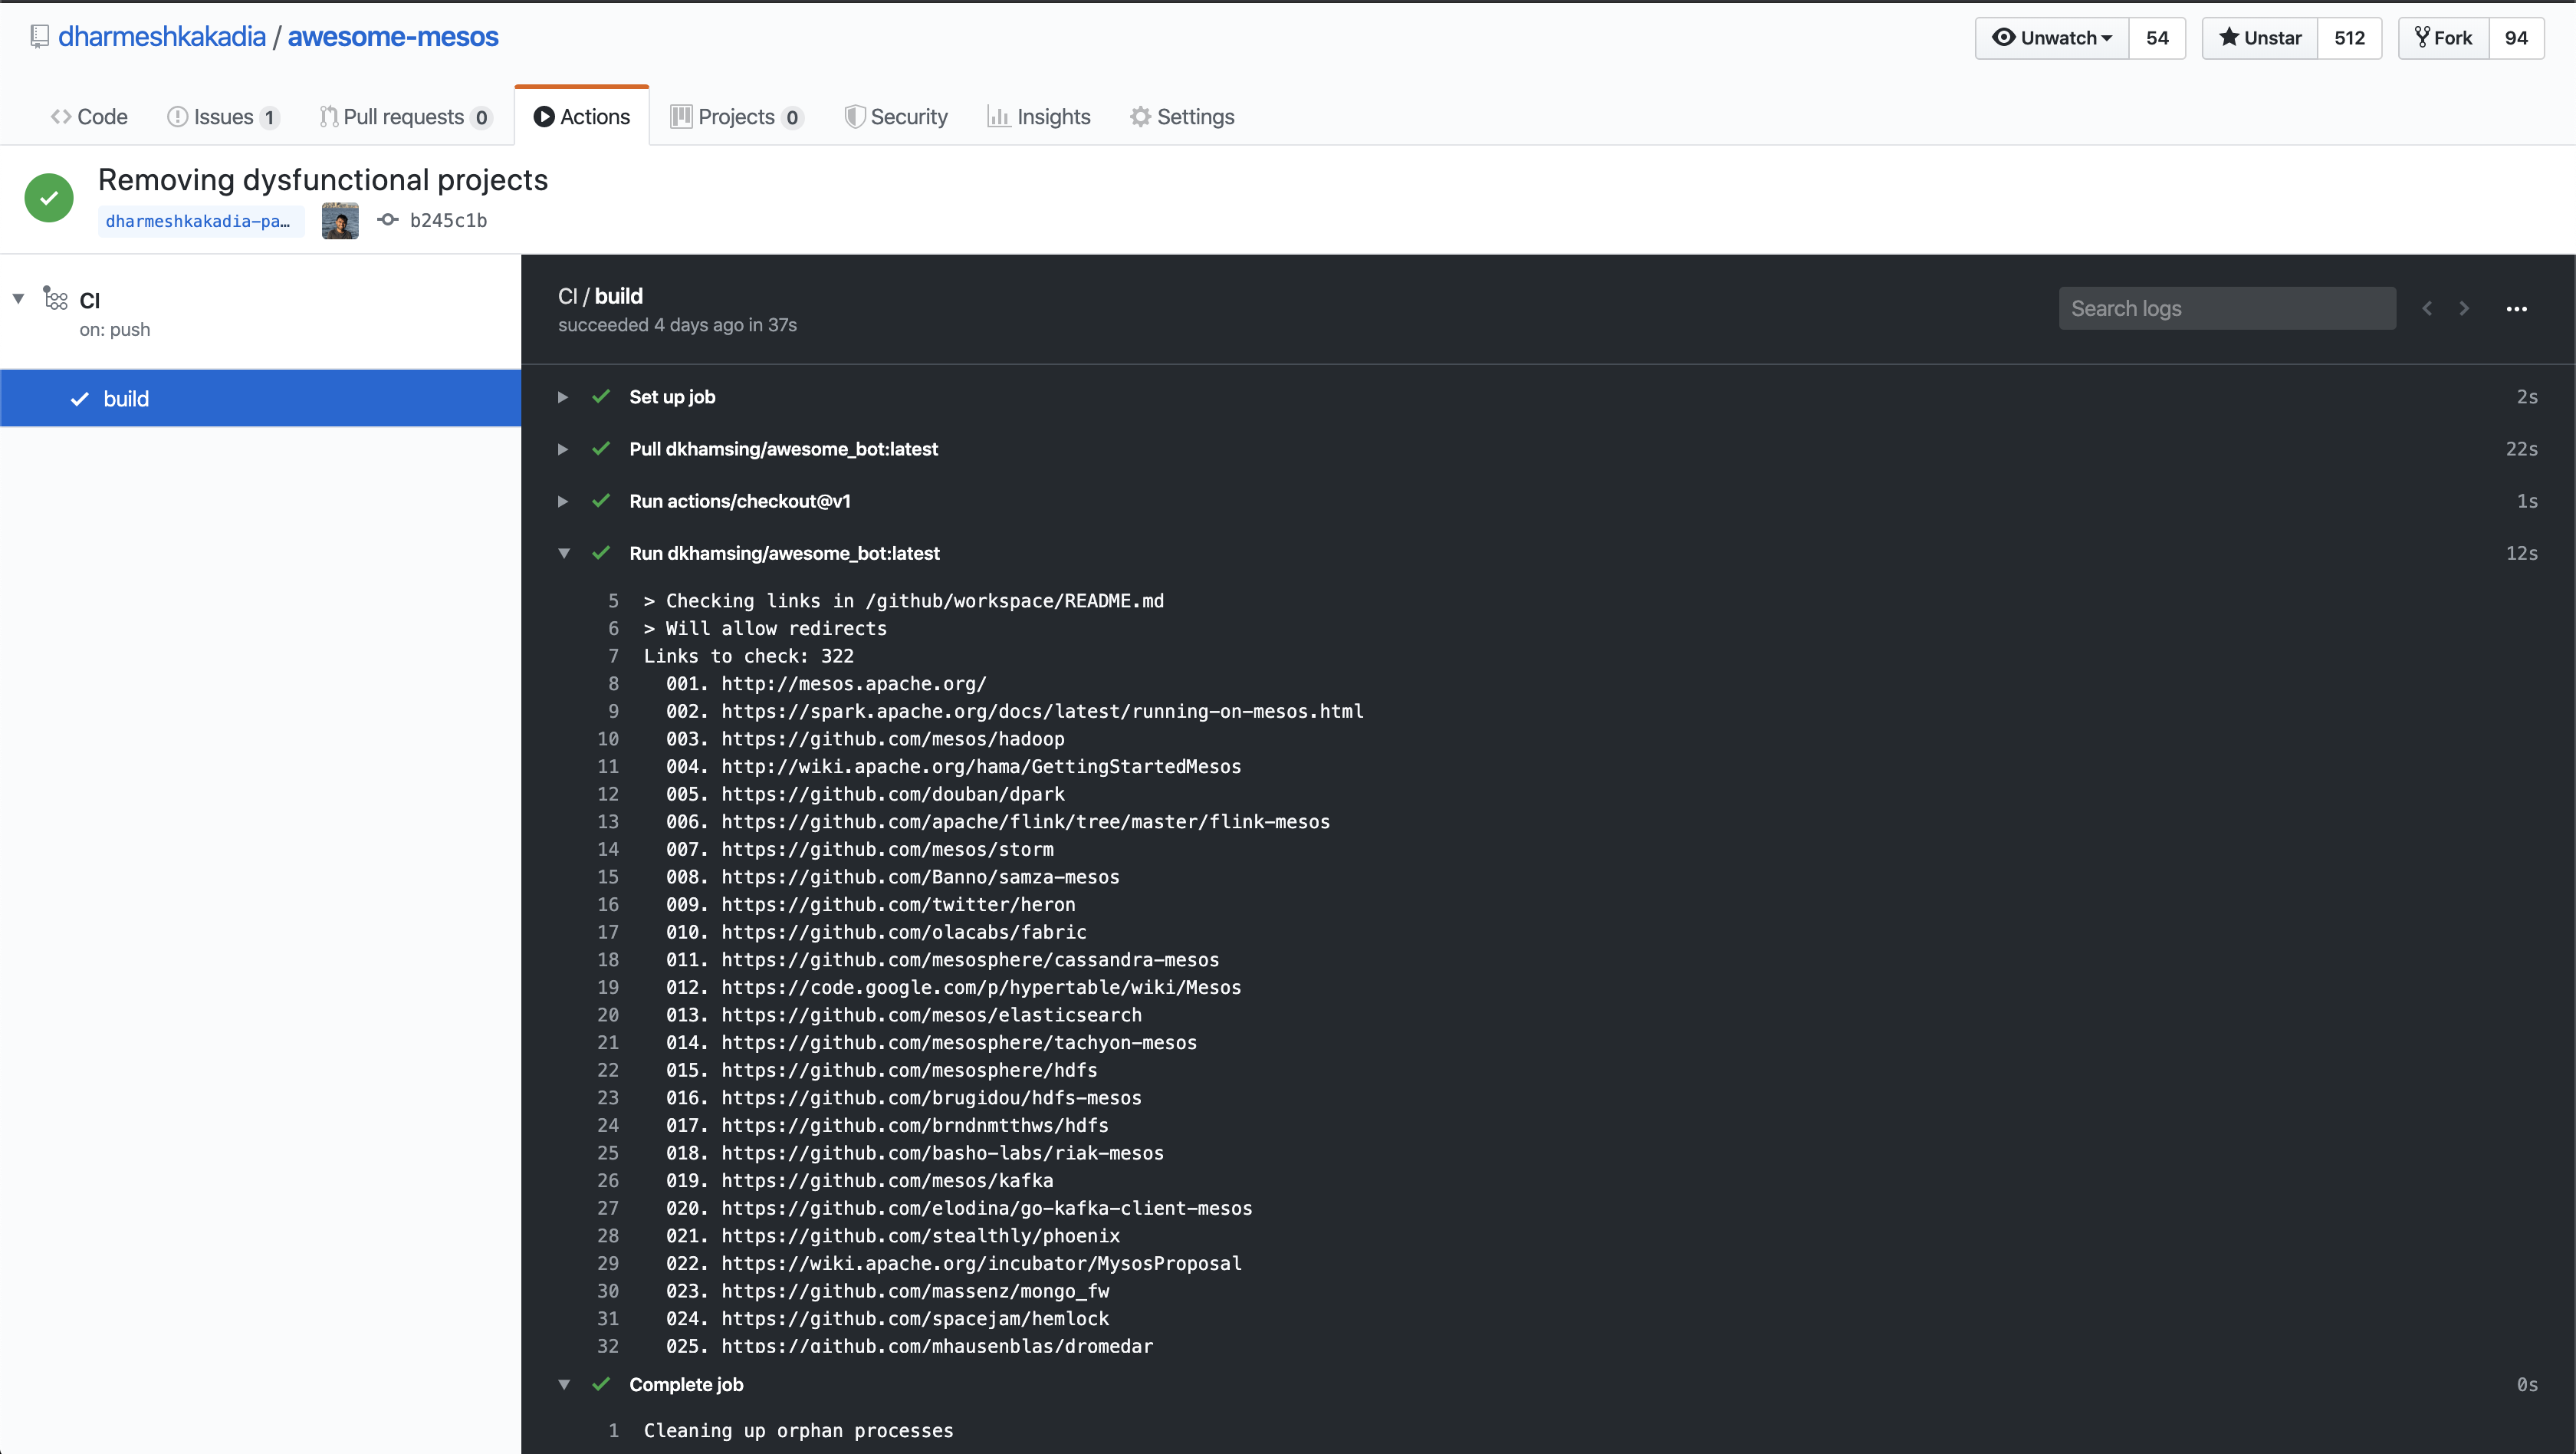 dharmeshkakadia / awesome-mesos
Unwatch 54 Unstar 512 Fork 94
Code Issues 1 Pull requests 0 Actions Projects 0 Security Insights Settings
Removing dysfunctional projects
dharmeshkakadia-pa… b245c1b
CI
on: push
build
CI / build
succeeded 4 days ago in 37s
Search logs
Set up job 2s
Pull dkhamsing/awesome_bot:latest 22s
Run actions/checkout@v1 1s
Run dkhamsing/awesome_bot:latest 12s
5 > Checking links in /github/workspace/README.md
6 > Will allow redirects
7 Links to check: 322
8 001. http://mesos.apache.org/
9 002. https://spark.apache.org/docs/latest/running-on-mesos.html
10 003. https://github.com/mesos/hadoop
11 004. http://wiki.apache.org/hama/GettingStartedMesos
12 005. https://github.com/douban/dpark
13 006. https://github.com/apache/flink/tree/master/flink-mesos
14 007. https://github.com/mesos/storm
15 008. https://github.com/Banno/samza-mesos
16 009. https://github.com/twitter/heron
17 010. https://github.com/olacabs/fabric
18 011. https://github.com/mesosphere/cassandra-mesos
19 012. https://code.google.com/p/hypertable/wiki/Mesos
20 013. https://github.com/mesos/elasticsearch
21 014. https://github.com/mesosphere/tachyon-mesos
22 015. https://github.com/mesosphere/hdfs
23 016. https://github.com/brugidou/hdfs-mesos
24 017. https://github.com/brndnmtthws/hdfs
25 018. https://github.com/basho-labs/riak-mesos
26 019. https://github.com/mesos/kafka
27 020. https://github.com/elodina/go-kafka-client-mesos
28 021. https://github.com/stealthly/phoenix
29 022. https://wiki.apache.org/incubator/MysosProposal
30 023. https://github.com/massenz/mongo_fw
31 024. https://github.com/spacejam/hemlock
32 025. https://github.com/mhausenblas/dromedar
Complete job 0s
1 Cleaning up orphan processes